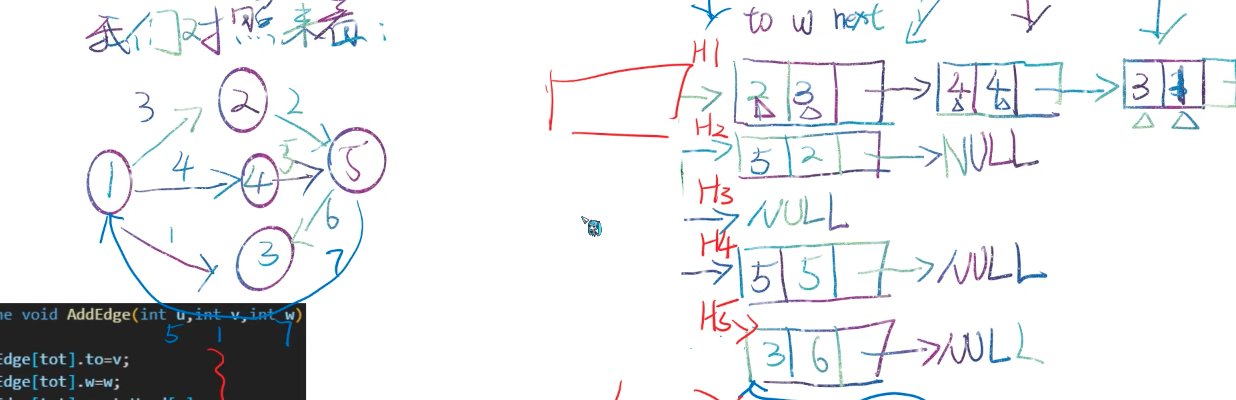 我们对照来看：
to w next
H1
3 2 2
2 3 4 4 3 1
H2
1 4 4 5 5
5 2 NULL
H3
NULL
1 3 6 7
H4
5 5 NULL
H5
3 6 NULL
ne void AddEdge(int u,int v,int w)
5 1 7
Edge[tot].to=v;
Edge[tot].w=w;